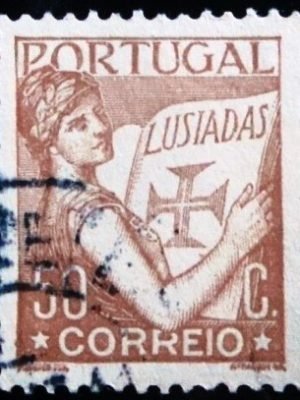 PORTUGAL
LUSIADAS
50 C.
★ CORREIO ★